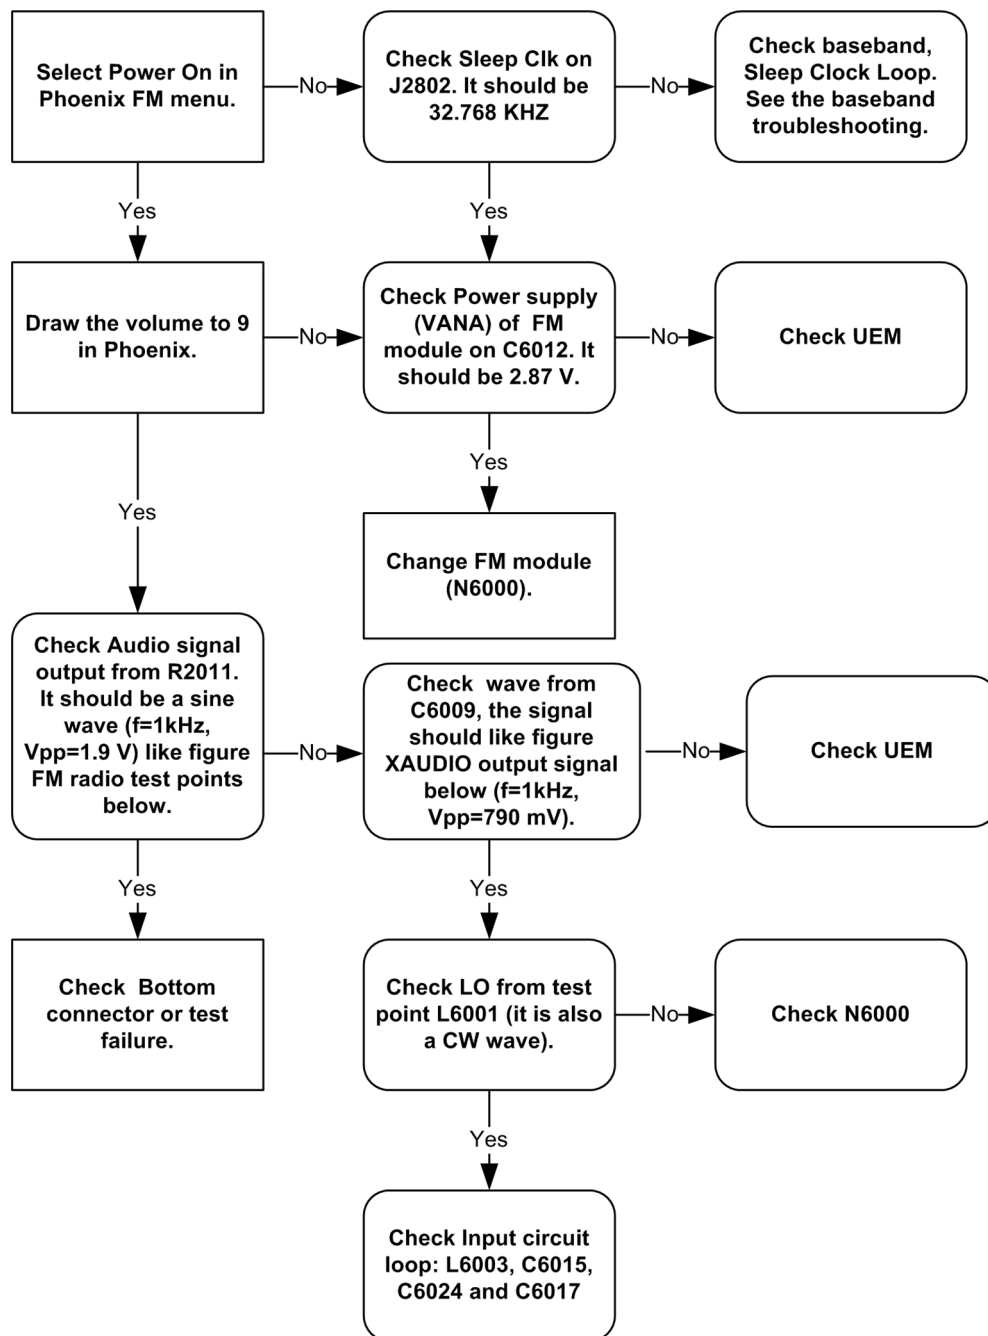 Select Power On in
Phoenix FM menu.
No
Check Sleep Clk on
J2802. It should be
32.768 KHZ
Check baseband,
Sleep Clock Loop.
See the baseband
troubleshooting.
Yes
Yes
Draw the volume to 9
in Phoenix.
No
Check Power supply
(VANA) of FM
module on C6012. It
should be 2.87 V.
No
Check UEM
Yes
Yes
Change FM module
(N6000).
Check Audio signal
output from R2011.
It should be a sine
wave (f=1kHz,
Vpp=1.9 V) like figure
FM radio test points
below.
No
Check wave from
C6009, the signal
should like figure
XAUDIO output signal
below (f=1kHz,
Vpp=790 mV).
No
Check UEM
Yes
Yes
Check Bottom
connector or test
failure.
Check LO from test
point L6001 (it is also
a CW wave).
No
Check N6000
Yes
Check Input circuit
loop: L6003, C6015,
C6024 and C6017